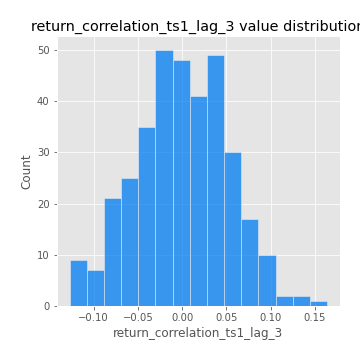 return_correlation_ts1_lag_3 value distribution
50
40
30
20
10
0
Count
−0.10 −0.05 0.00 0.05 0.10 0.15
return_correlation_ts1_lag_3